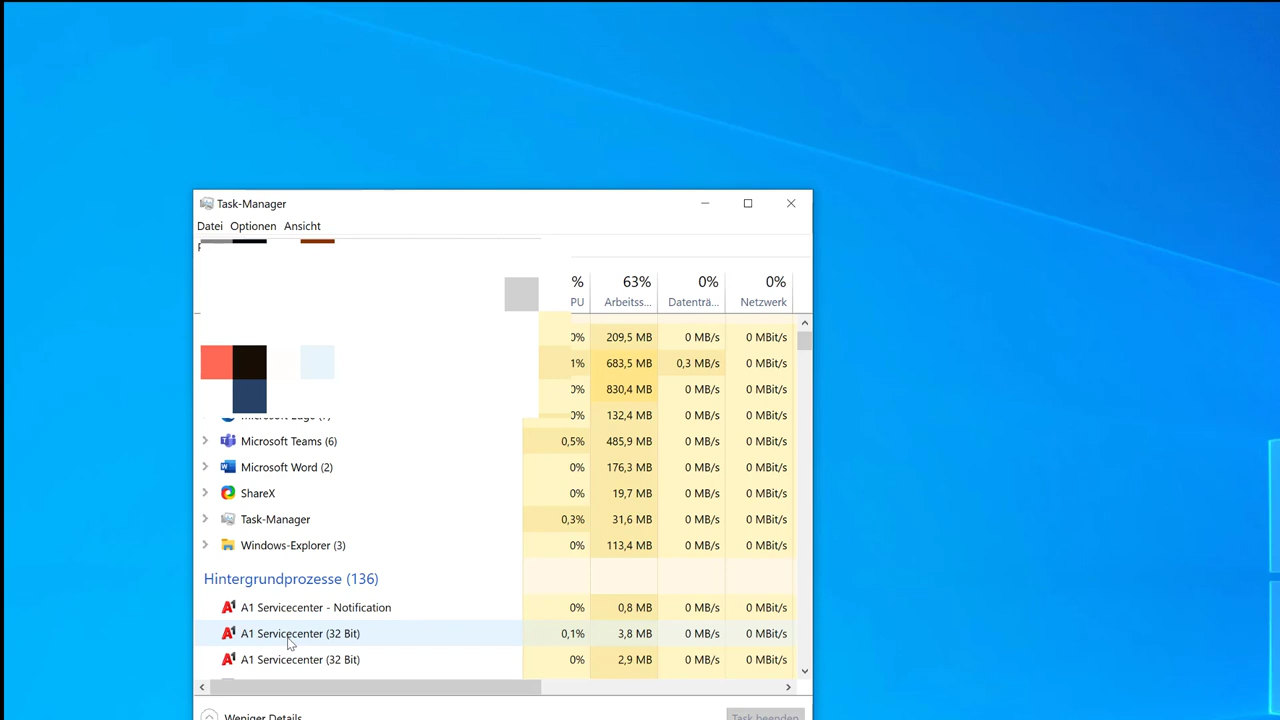 Task-Manager
Datei Optionen Ansicht
% 63% 0% 0%
PU Arbeitss... Datenträ... Netzwerk
0% 209,5 MB 0 MB/s 0 MBit/s
1% 683,5 MB 0,3 MB/s 0 MBit/s
0% 830,4 MB 0 MB/s 0 MBit/s
0% 132,4 MB 0 MB/s 0 MBit/s
Microsoft Teams (6) 0,5% 485,9 MB 0 MB/s 0 MBit/s
Microsoft Word (2) 0% 176,3 MB 0 MB/s 0 MBit/s
ShareX 0% 19,7 MB 0 MB/s 0 MBit/s
Task-Manager 0,3% 31,6 MB 0 MB/s 0 MBit/s
Windows-Explorer (3) 0% 113,4 MB 0 MB/s 0 MBit/s
Hintergrundprozesse (136)
A1 Servicecenter - Notification 0% 0,8 MB 0 MB/s 0 MBit/s
A1 Servicecenter (32 Bit) 0,1% 3,8 MB 0 MB/s 0 MBit/s
A1 Servicecenter (32 Bit) 0% 2,9 MB 0 MB/s 0 MBit/s
Weniger Details Task beenden